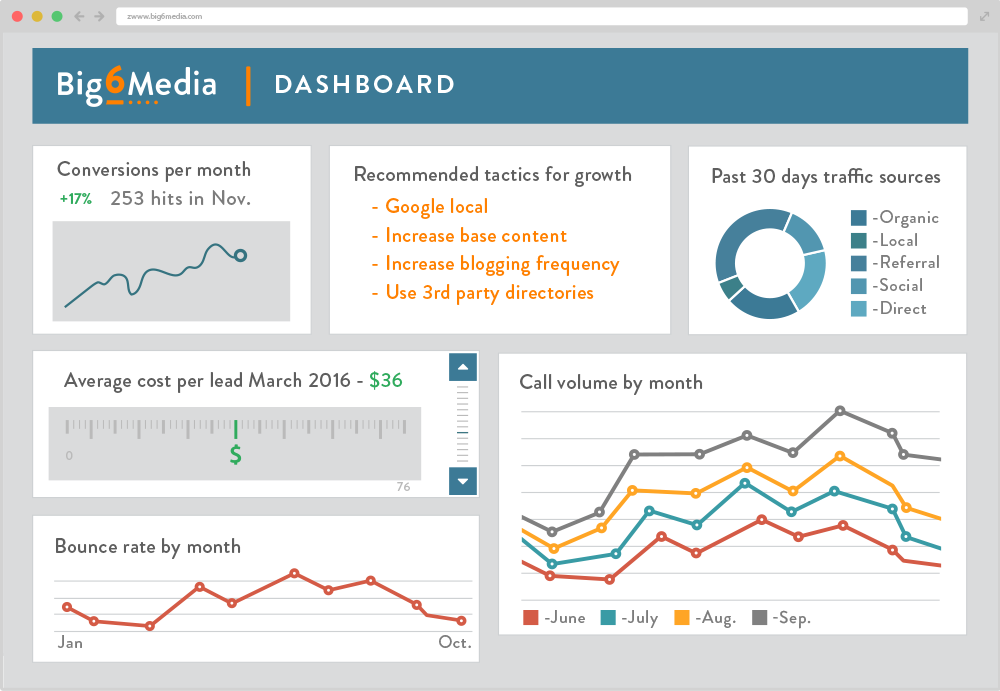 zwww.big6media.com
Big6Media | DASHBOARD
Conversions per month
+17% 253 hits in Nov.
Recommended tactics for growth
- Google local
- Increase base content
- Increase blogging frequency
- Use 3rd party directories
Past 30 days traffic sources
-Organic
-Local
-Referral
-Social
-Direct
Average cost per lead March 2016 - $36
$
0
76
Call volume by month
-June -July -Aug. -Sep.
Bounce rate by month
Jan Oct.